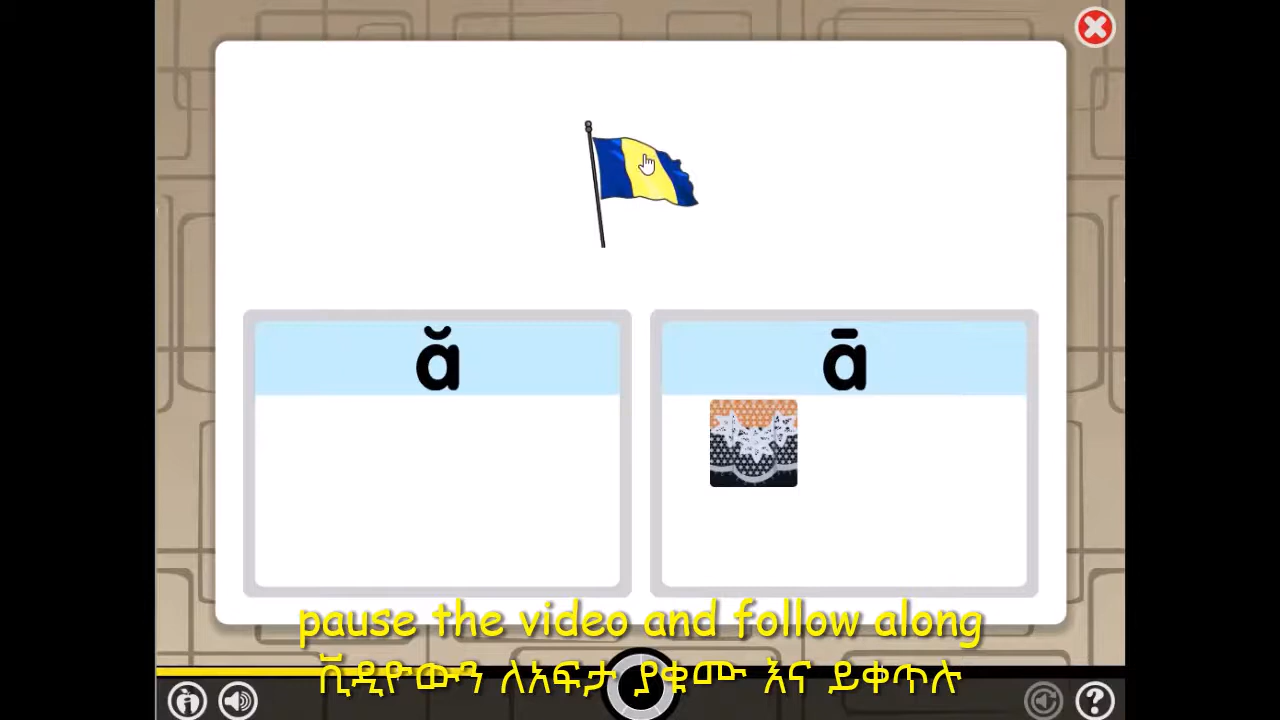 ă
ā
pause the video and follow along
ቪዲዮውን ለአፍታ ያቁሙ እና ይቀጥሉ
?